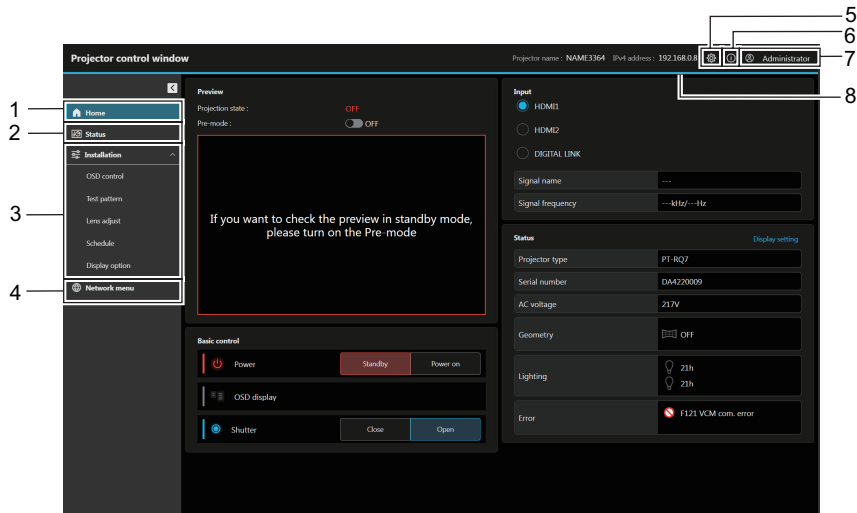 5
6
Projector control window
Projector name : NAME3364 IPv4 address : 192.168.0.8
Administrator
7
8
1
Home
2
Status
3
Installation
OSD control
Test pattern
Lens adjust
Schedule
Display option
4
Network menu
Preview
Projection state : OFF
Pre-mode : OFF
If you want to check the preview in standby mode,
please turn on the Pre-mode
Basic control
Power Standby Power on
OSD display
Shutter Close Open
Input
HDMI1
HDMI2
DIGITAL LINK
Signal name ---
Signal frequency ---kHz/---Hz
Status Display setting
Projector type PT-RQ7
Serial number DA4220009
AC voltage 217V
Geometry OFF
Lighting 21h
21h
Error F121 VCM com. error